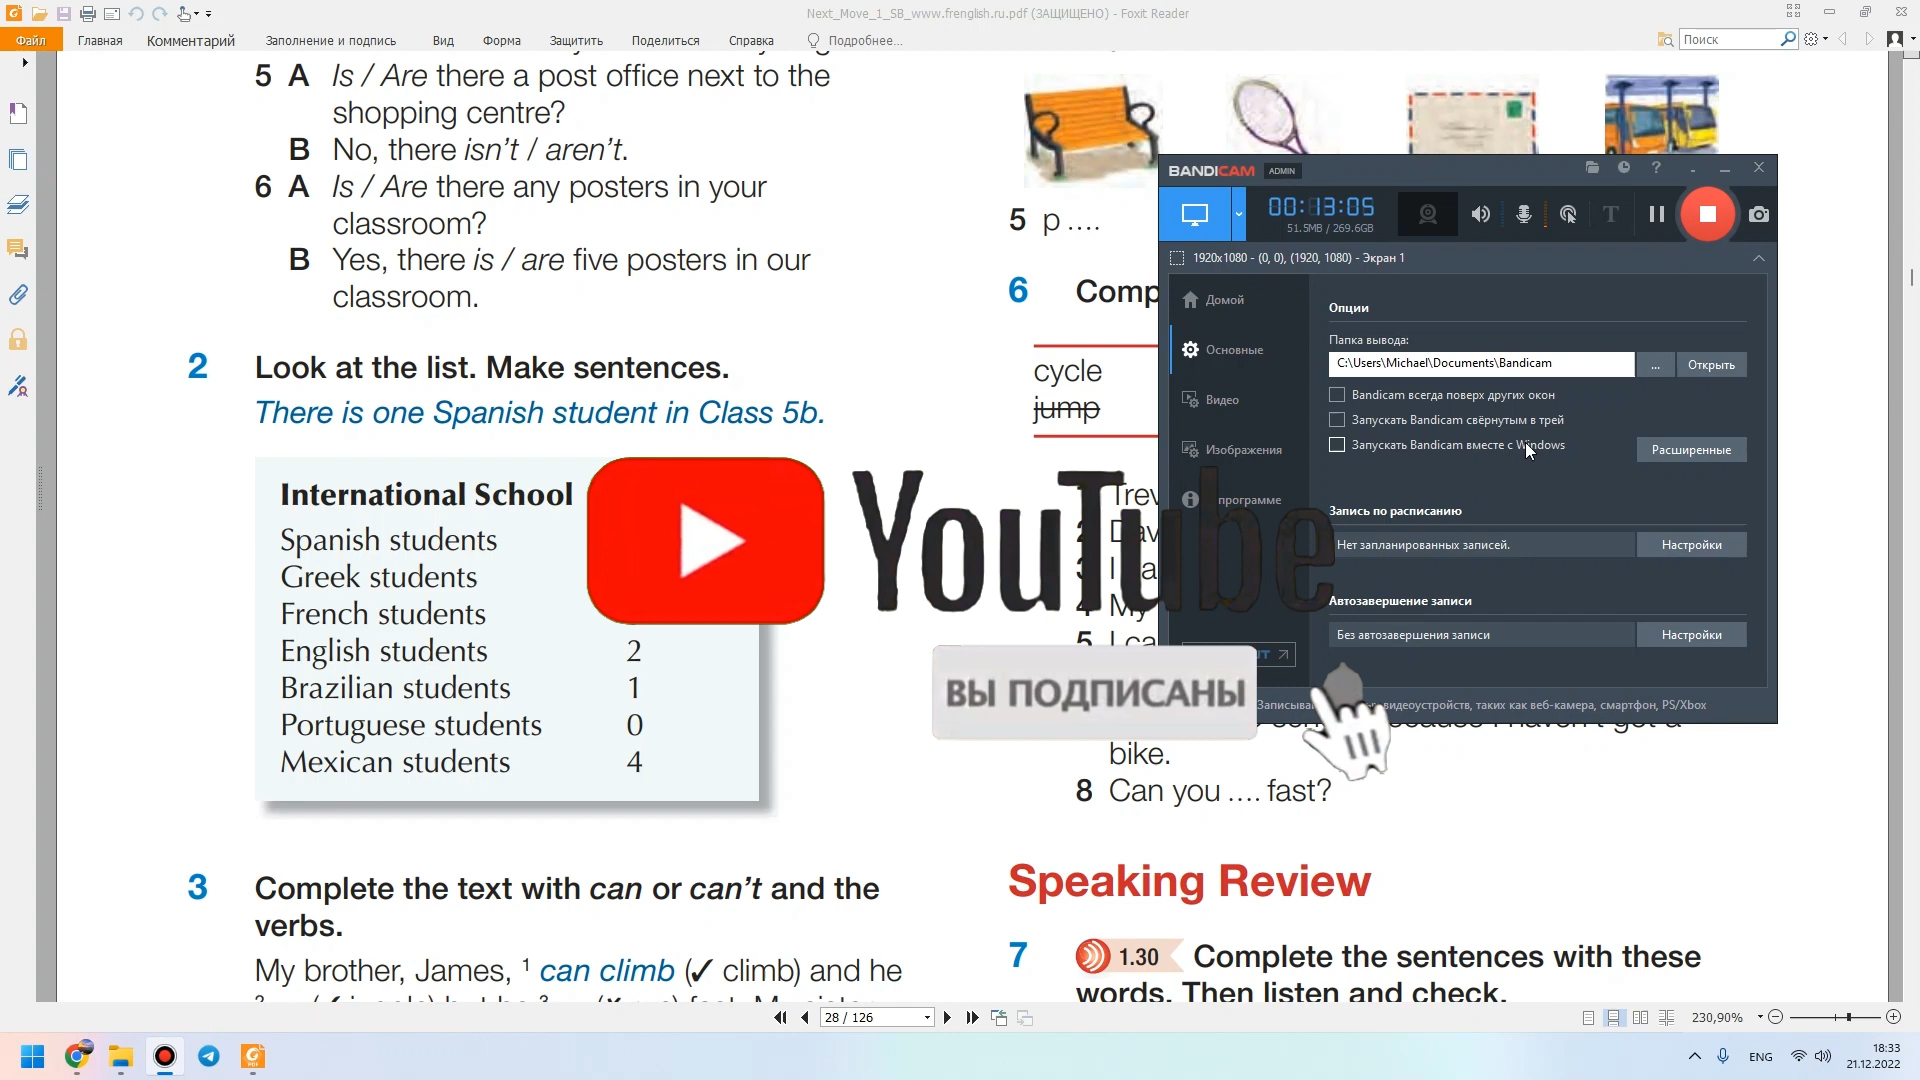 Next_Move_1_SB_www.frenglish.ru.pdf (ЗАЩИЩЕНО) - Foxit Reader
Файл
Главная
Комментарий
Заполнение и подпись
Вид
Форма
Защитить
Поделиться
Справка
Подробнее...
Поиск
5 A Is / Are there a post office next to the
shopping centre?
B No, there isn't / aren't.
6 A Is / Are there any posters in your
classroom?
B Yes, there is / are five posters in our
classroom.
2 Look at the list. Make sentences.
There is one Spanish student in Class 5b.
International School
Spanish students
Greek students
French students
English students 2
Brazilian students 1
Portuguese students 0
Mexican students 4
3 Complete the text with can or can't and the
verbs.
My brother, James, ¹ can climb (✓ climb) and he
5 p ....
6 Comp
cycle
jump
1 Trev
2 Dav
3 I
4 My
5 I ca
bike.
8 Can you .... fast?
Speaking Review
7 1.30 Complete the sentences with these
words. Then listen and check.
BANDICAM ADMIN
00:13:05
51.5MB / 269.6GB
1920x1080 - (0, 0), (1920, 1080) - Экран 1
Домой
Основные
Видео
Изображения
программе
Опции
Папка вывода:
C:\Users\Michael\Documents\Bandicam
...
Открыть
Bandicam всегда поверх других окон
Запускать Bandicam свёрнутым в трей
Запускать Bandicam вместе с Windows
Расширенные
Запись по расписанию
Нет запланированных записей.
Настройки
Автозавершение записи
Без автозавершения записи
Настройки
видеоустройств, таких как веб-камера, смартфон, PS/Xbox
YouTube
ВЫ ПОДПИСАНЫ
28 / 126
230,90%
ENG
18:33
21.12.2022